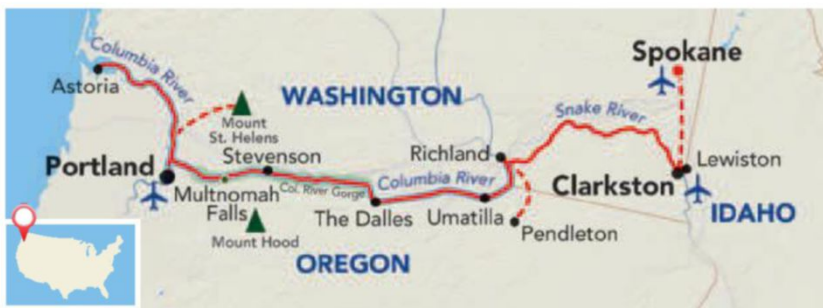 Columbia River
Astoria
WASHINGTON
Mount
St. Helens
Spokane
Snake River
Portland
Stevenson
Richland
Lewiston
Clarkston
Multnomah
Falls
Col. River Gorge
Columbia River
The Dalles
Umatilla
Pendleton
IDAHO
Mount Hood
OREGON